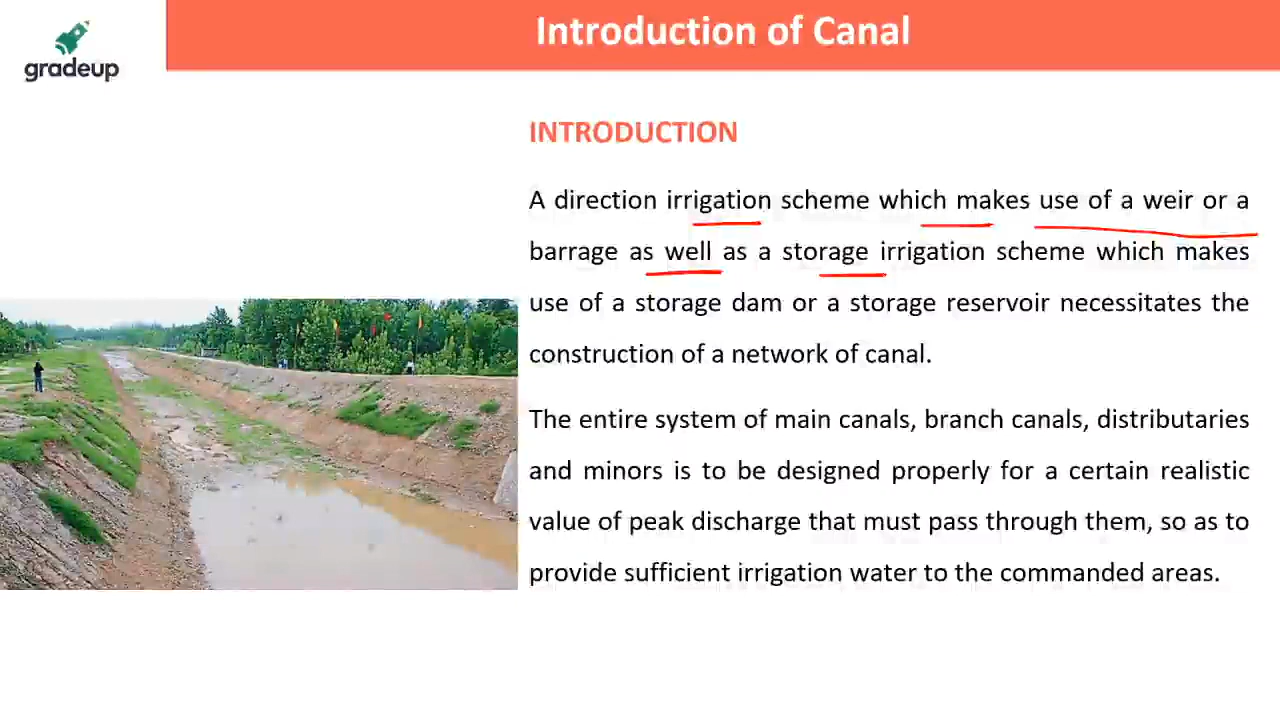 Introduction of Canal
gradeup
INTRODUCTION
A direction irrigation scheme which makes use of a weir or a
barrage as well as a storage irrigation scheme which makes
use of a storage dam or a storage reservoir necessitates the
construction of a network of canal.
The entire system of main canals, branch canals, distributaries
and minors is to be designed properly for a certain realistic
value of peak discharge that must pass through them, so as to
provide sufficient irrigation water to the commanded areas.